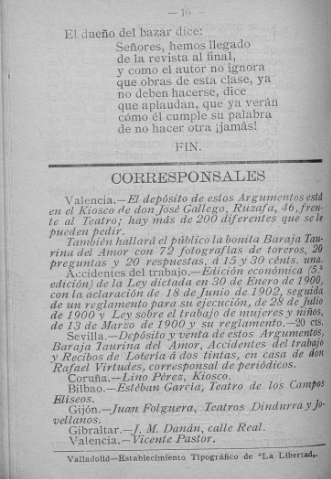 — 16
El dueño del bazar dice:
Señores, hemos llegado
de la revista al final,
y como el autor no ignora
que obras de esta clase, ya
no deben hacerse, dice
que aplaudan, que ya verán
cómo él cumple su palabra
de no hacer otra ¡jamás!
FIN.
CORRESPONSALES
Valencia.—El depósito de estos Argumentos está
en el Kiosco de don José Gallego, Ruzafa, 46, fren-
te al Teatro; hay más de 200 diferentes que se le
pueden pedir.
También hallará el público la bonita Baraja Tau-
rina del Amor con 72 fotografías de toreros, 20
preguntas y 20 respuestas, á 15 y 30 cénts. una.
Accidentes del trabajo.—Edición económica (5.ª
edición) de la Ley dictada en 30 de Enero de 1900,
con la aclaración de 18 de Junio de 1902, seguida
de un reglamento para su ejecución, de 28 de Julio
de 1900 y Ley sobre el trabajo de mujeres y niños,
de 13 de Marzo de 1900 y su reglamento.—20 cts.
Sevilla.—Depósito y venta de estos Argumentos,
Baraja Taurina del Amor, Accidentes del trabajo
y Recibos de Lotería á dos tintas, en casa de don
Rafael Virtudes, corresponsal de periódicos.
Coruña.—Lino Pérez, Kiosco.
Bilbao.—Estéban García, Teatro de los Campos
Eliseos.
Gijón.—Juan Folguera, Teatros Dindurra y Jo-
vellanos.
Gibraltar.—J. M. Danán, calle Real.
Valencia.—Vicente Pastor.
Valladolid—Establecimiento Tipográfico de "La Libertad„.